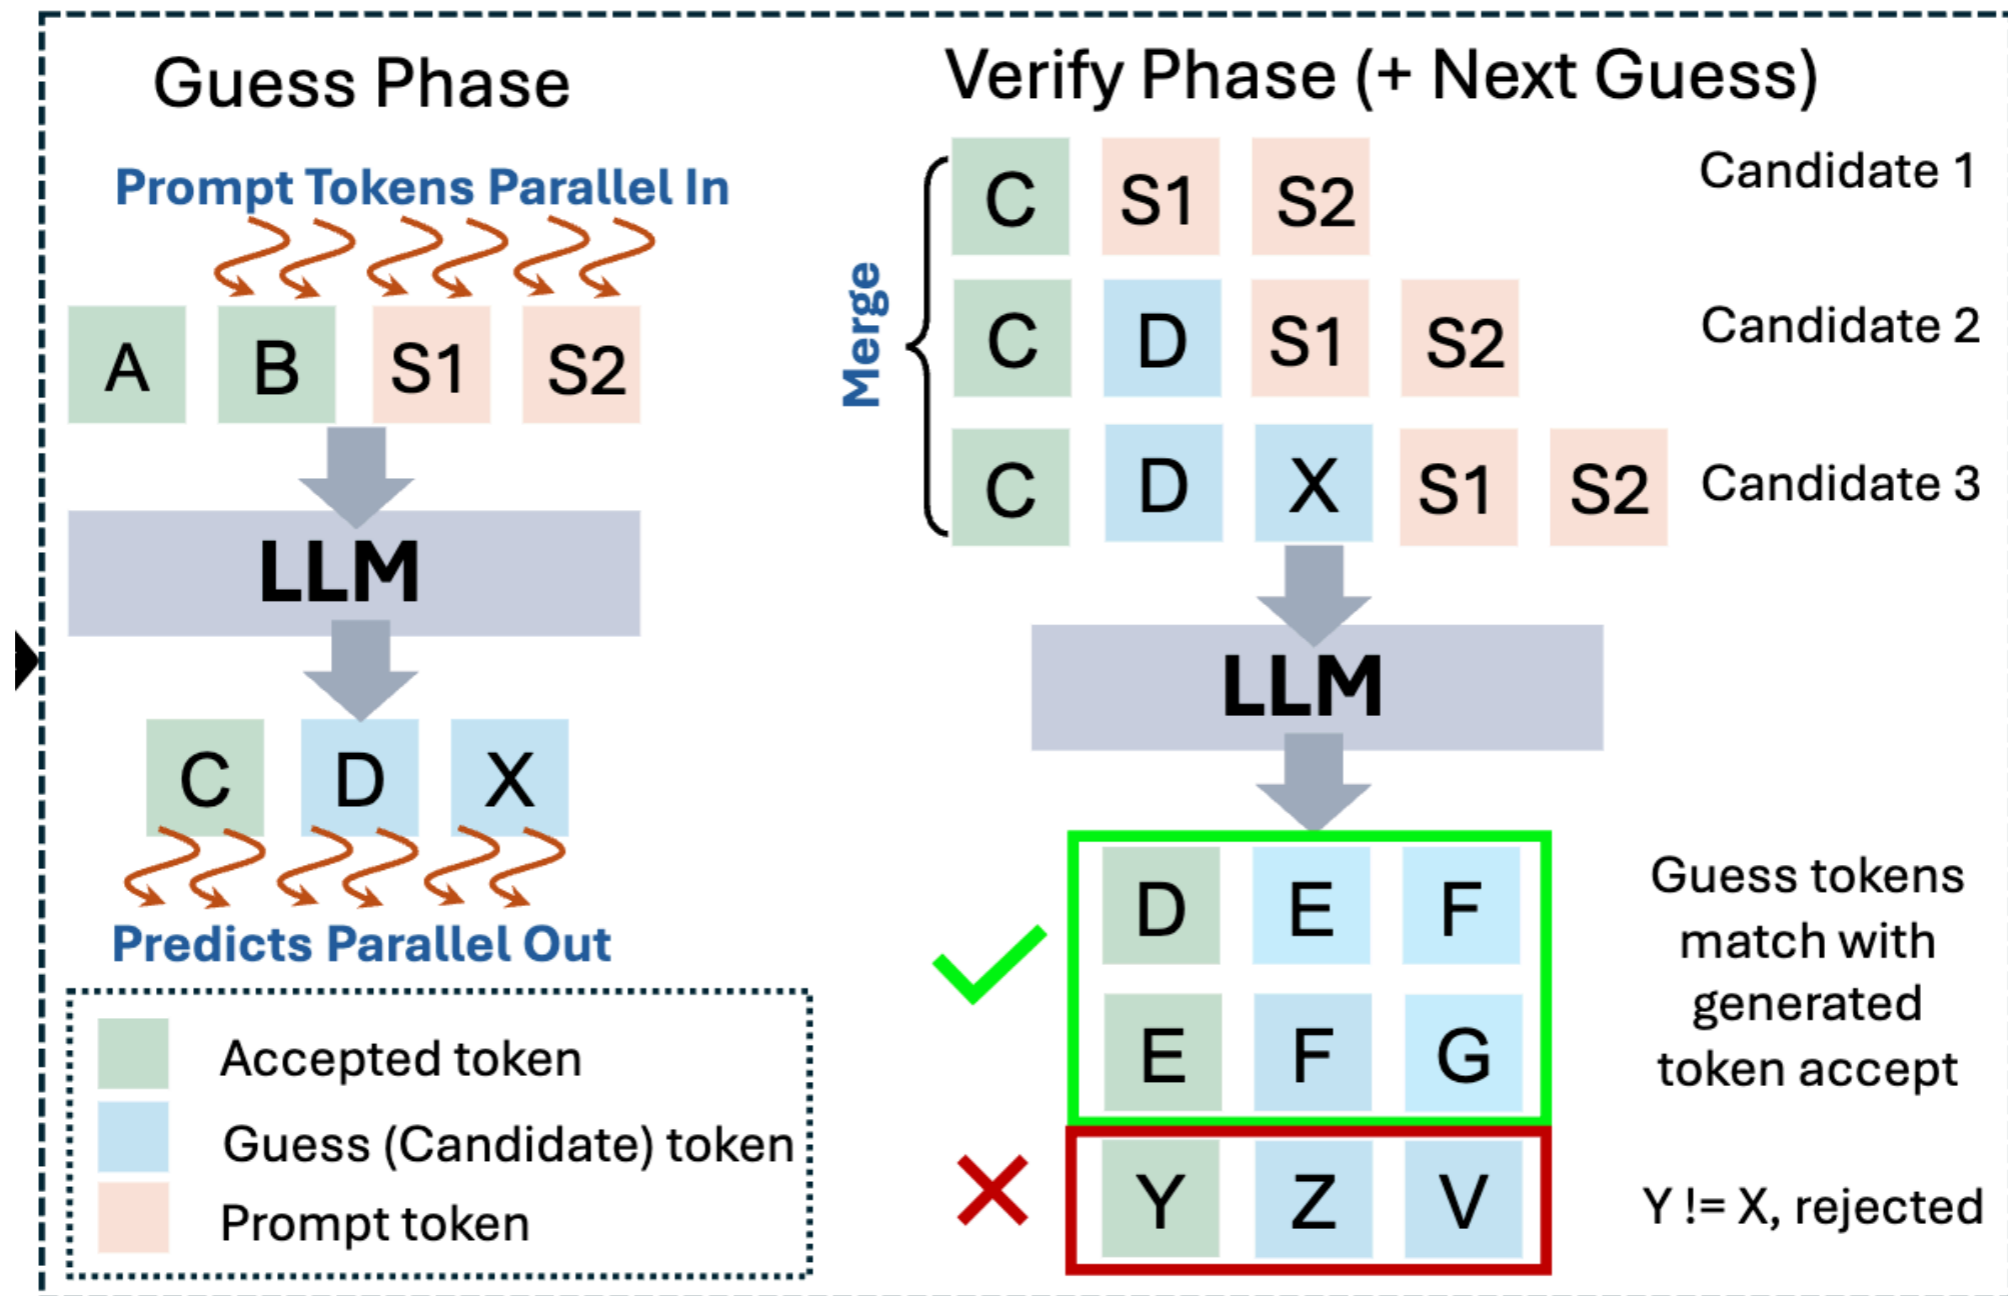 Guess Phase
Prompt Tokens Parallel In
A B S1 S2
LLM
C D X
Predicts Parallel Out
Accepted token
Guess (Candidate) token
Prompt token
Verify Phase (+ Next Guess)
Merge
C S1 S2 Candidate 1
C D S1 S2 Candidate 2
C D X S1 S2 Candidate 3
LLM
D E F
E F G
Guess tokens
match with
generated
token accept
Y Z V
Y != X, rejected